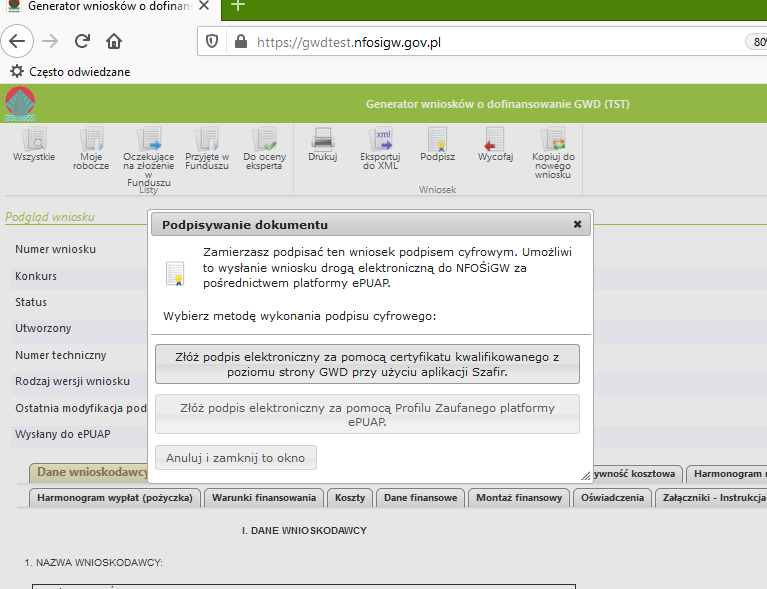 Generator wniosków o dofinans
https://gwdtest.nfosigw.gov.pl
80%
Często odwiedzane
Generator wniosków o dofinansowanie GWD (TST)
Wszystkie
Moje
robocze
Oczekujące
na złożenie
w
Funduszu
Przyjęte w
Funduszu
Do oceny
eksperta
Drukuj
Eksportuj
do XML
Podpisz
Wycofaj
Kopiuj do
nowego
wniosku
Listy
Wniosek
Podgląd wniosku
Numer wniosku
Konkurs
Status
Utworzony
Numer techniczny
Rodzaj wersji wniosku
Ostatnia modyfikacja pod
Wysłany do ePUAP
Podpisywanie dokumentu
Zamierzasz podpisać ten wniosek podpisem cyfrowym. Umożliwi
to wysłanie wniosku drogą elektroniczną do NFOŚiGW za
pośrednictwem platformy ePUAP.
Wybierz metodę wykonania podpisu cyfrowego:
Złóż podpis elektroniczny za pomocą certyfikatu kwalifikowanego z
poziomu strony GWD przy użyciu aplikacji Szafir.
Złóż podpis elektroniczny za pomocą Profilu Zaufanego platformy
ePUAP.
Anuluj i zamknij to okno
Dane wnioskodawcy
ywność kosztowa
Harmonogram
Harmonogram wypłat (pożyczka)
Warunki finansowania
Koszty
Dane finansowe
Montaż finansowy
Oświadczenia
Załączniki - Instrukcja
I. DANE WNIOSKODAWCY
1. NAZWA WNIOSKODAWCY: